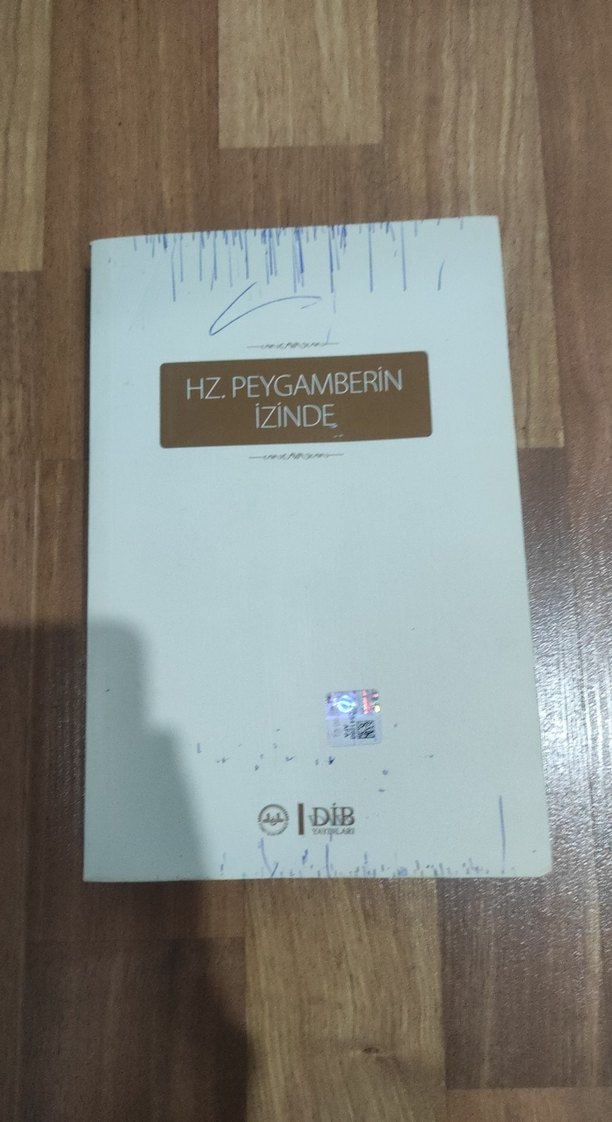 HZ. PEYGAMBERİN
İZİNDE
DİB
YAYINLARI